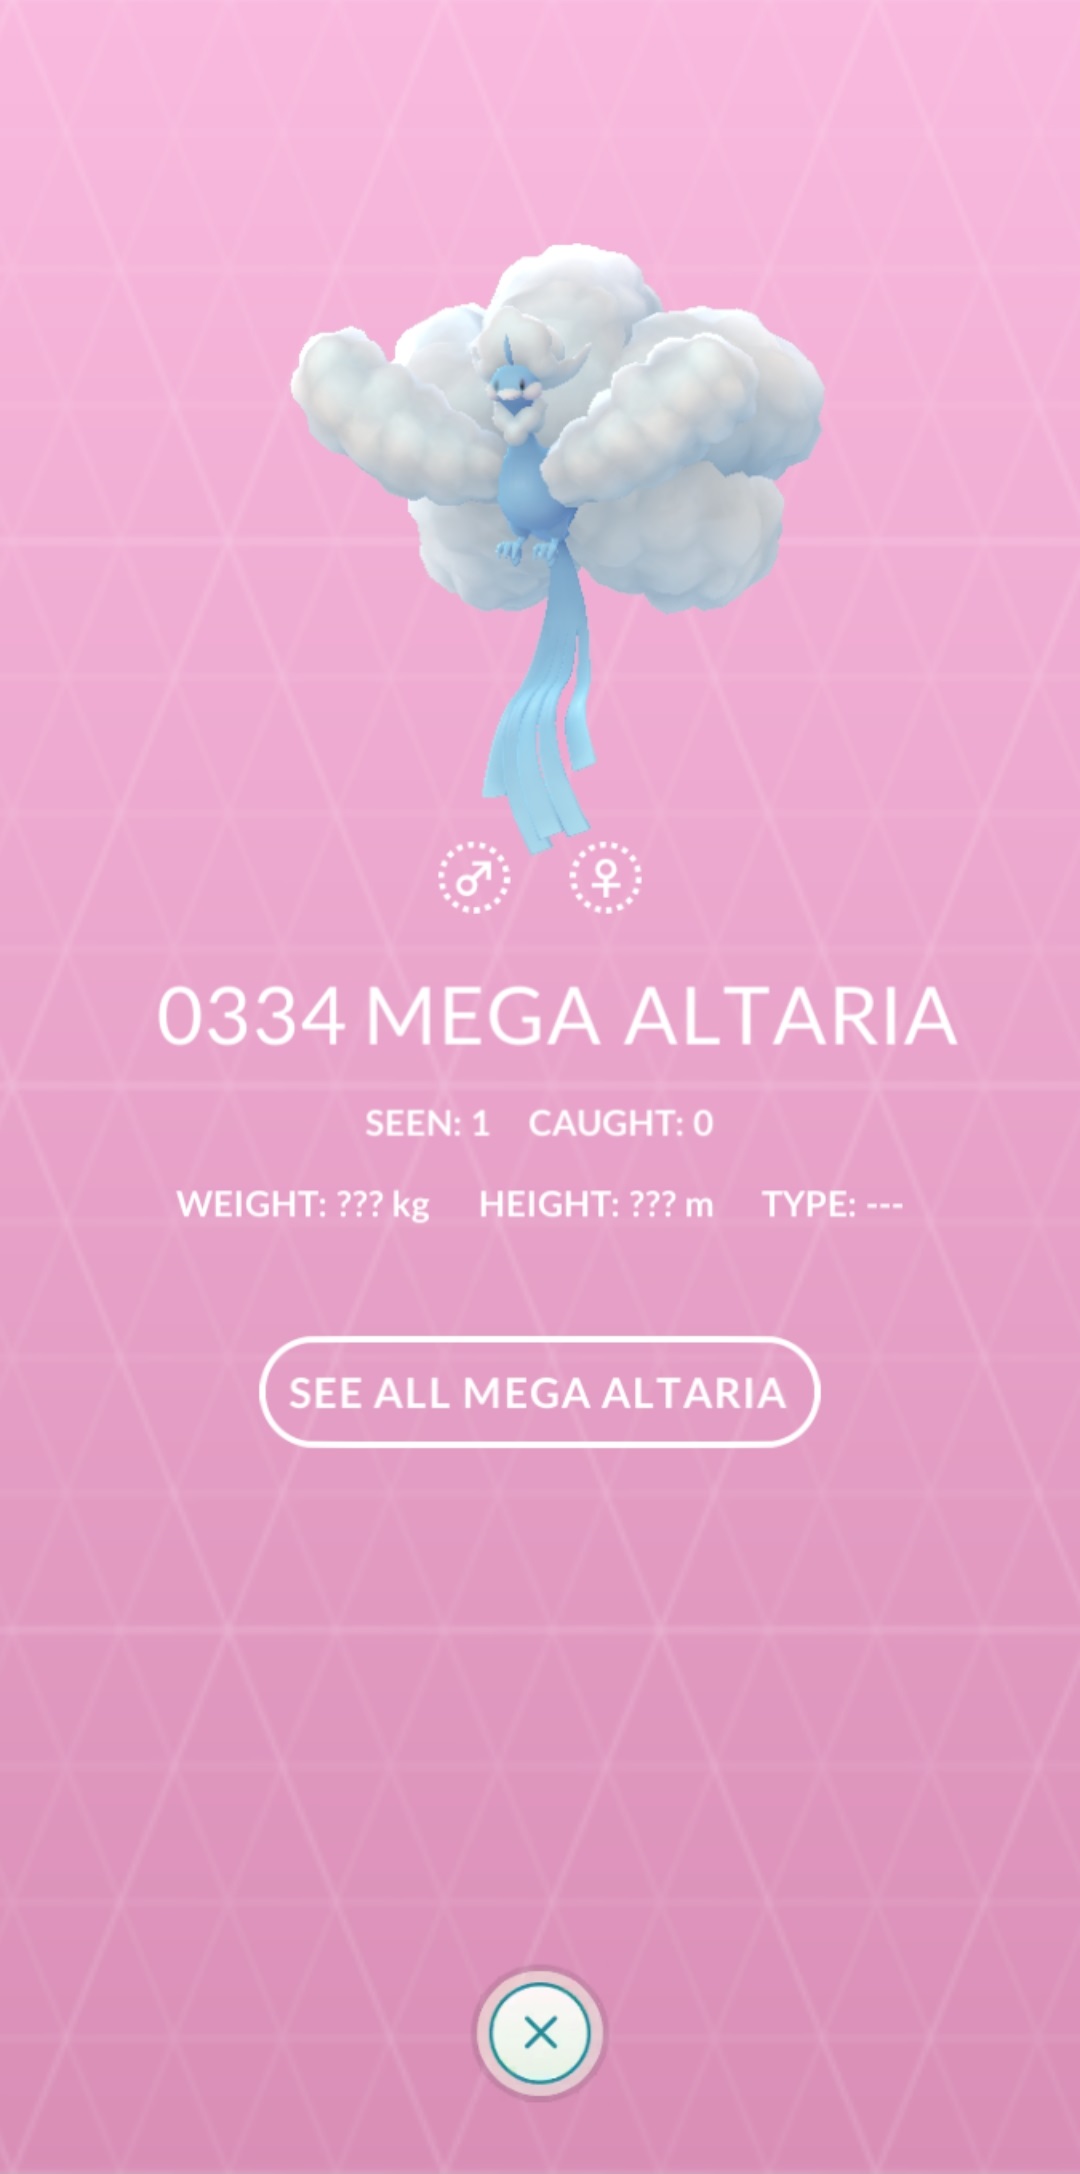 0334 MEGA ALTARIA
SEEN: 1 CAUGHT: 0
WEIGHT: ??? kg HEIGHT: ??? m TYPE: ---
SEE ALL MEGA ALTARIA